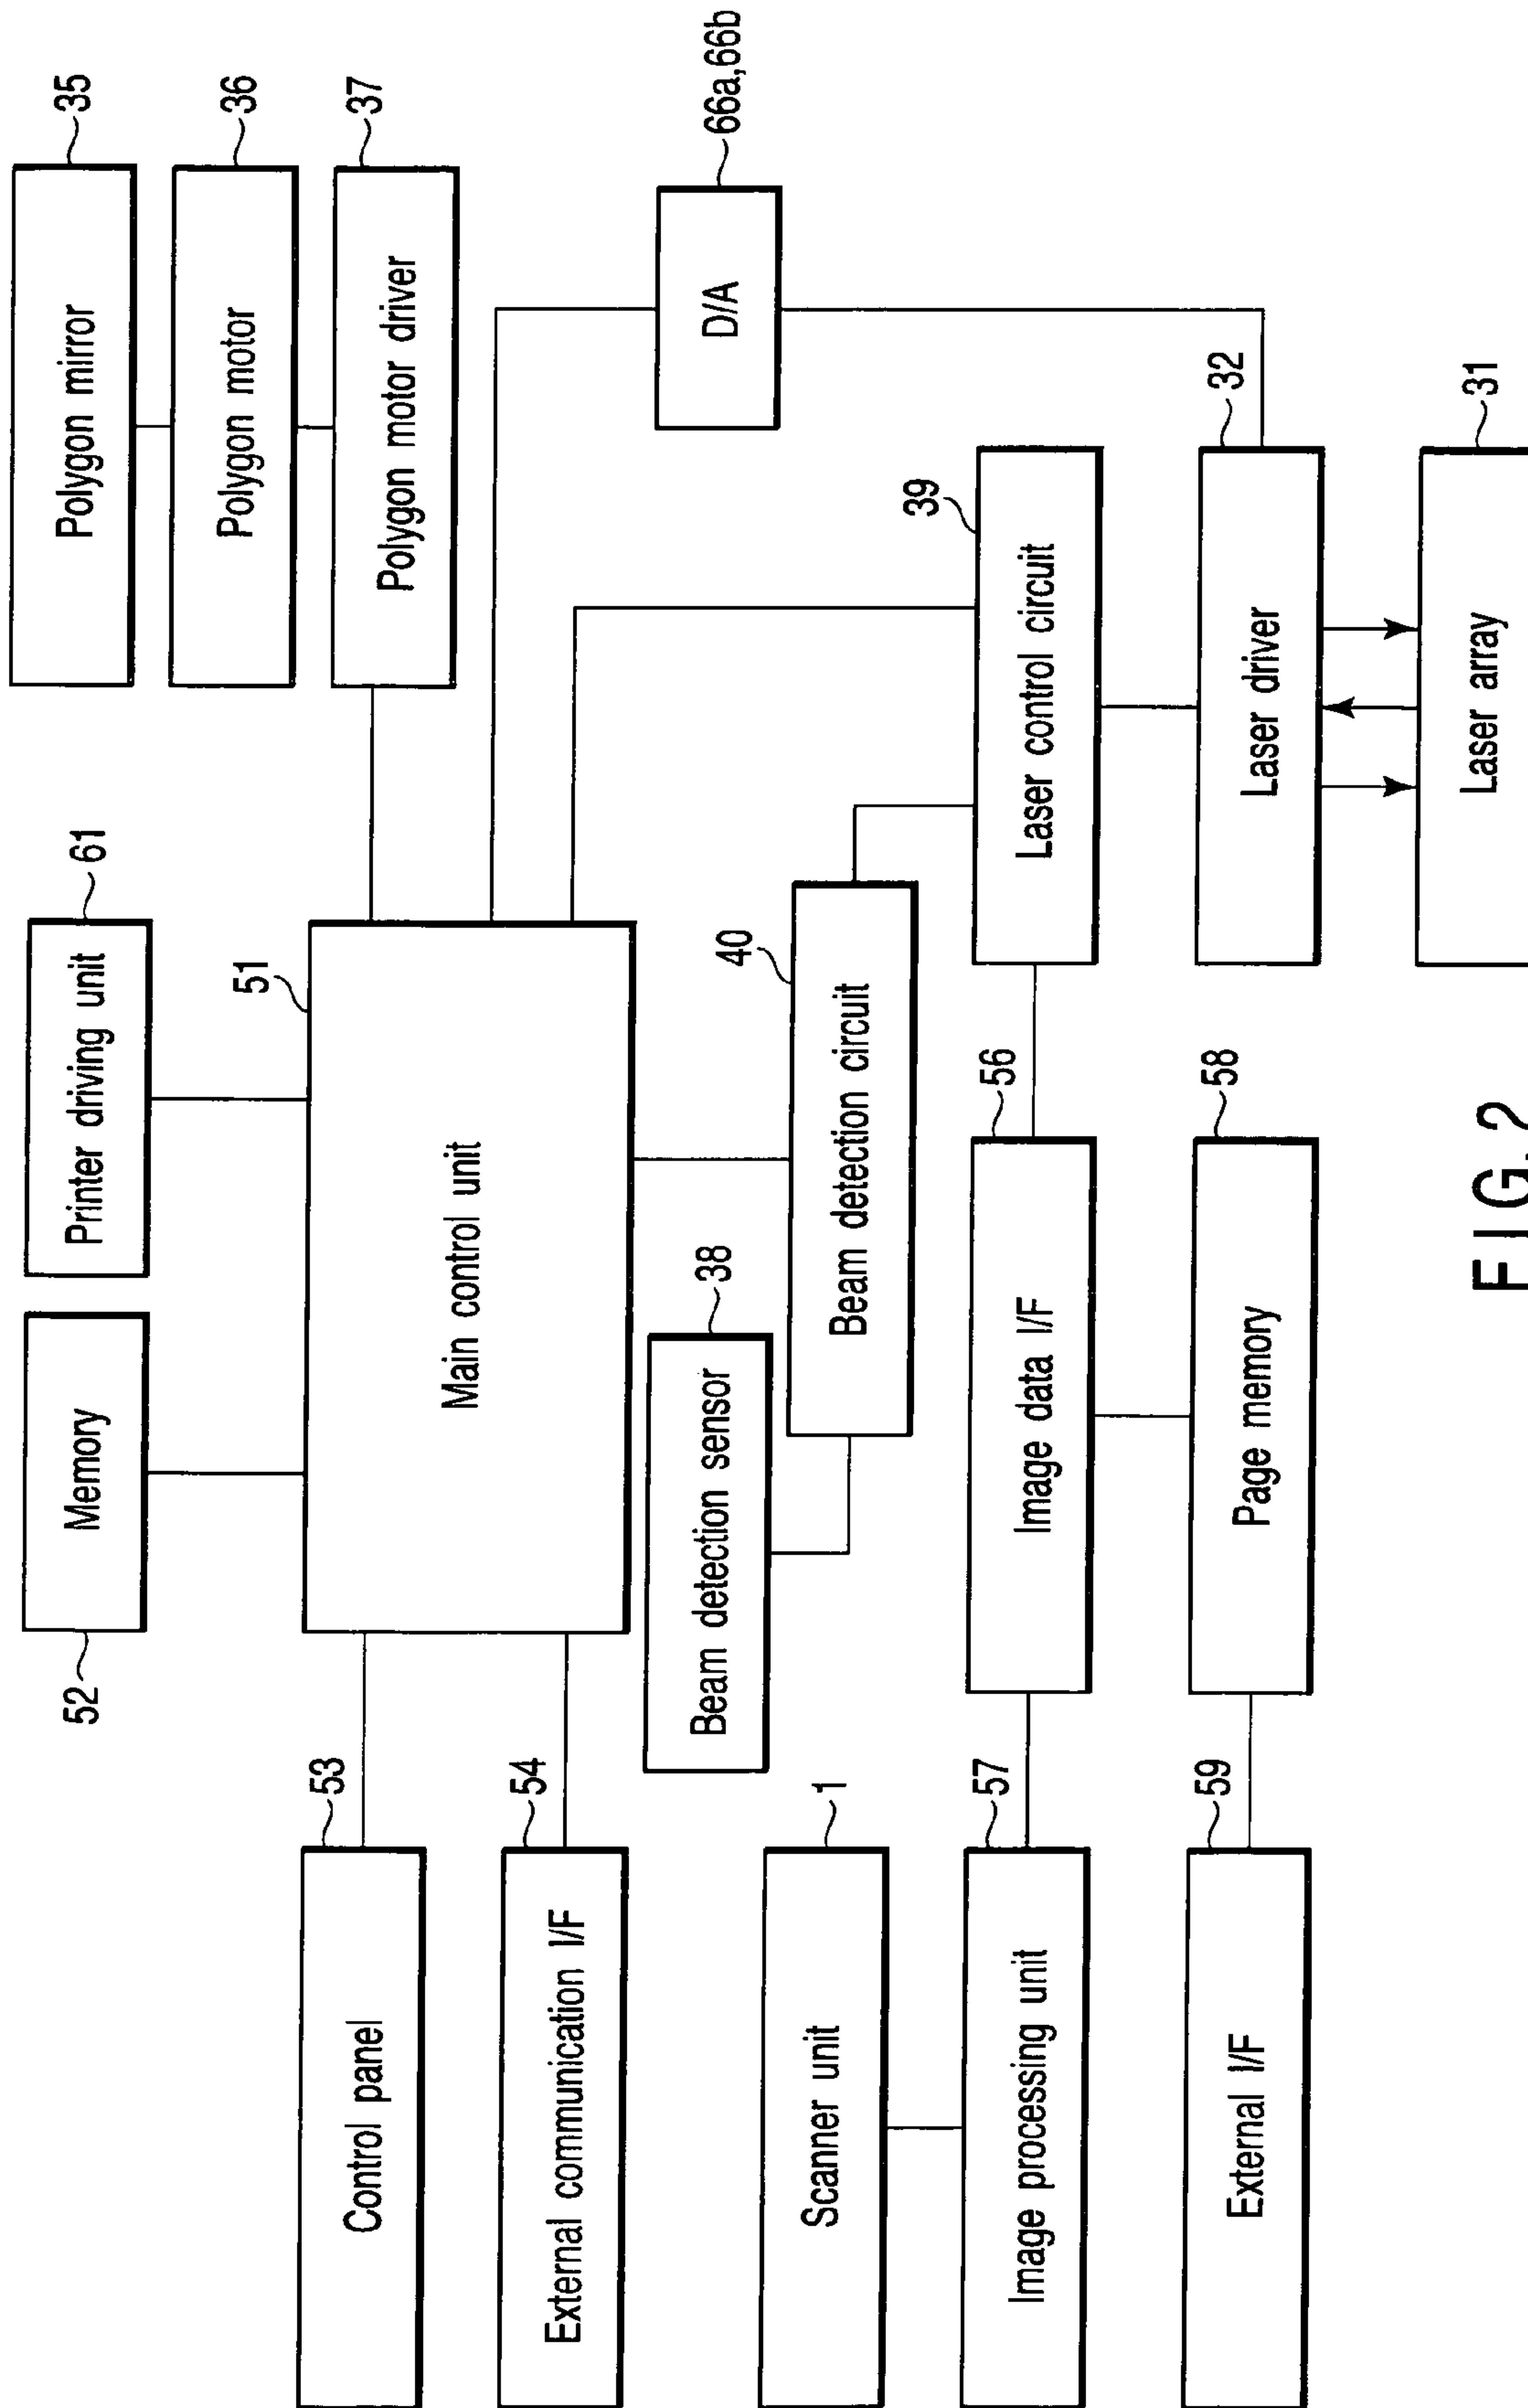 Memory
52
Printer driving unit
61
Polygon mirror
35
Polygon motor
36
Polygon motor driver
37
Control panel
53
External communication I/F
54
Main control unit
51
D/A
66a,66b
Beam detection sensor
38
Beam detection circuit
40
Scanner unit
1
Image processing unit
57
Image data I/F
56
Laser control circuit
39
External I/F
59
Page memory
58
Laser driver
32
Laser array
31
FIG. 2